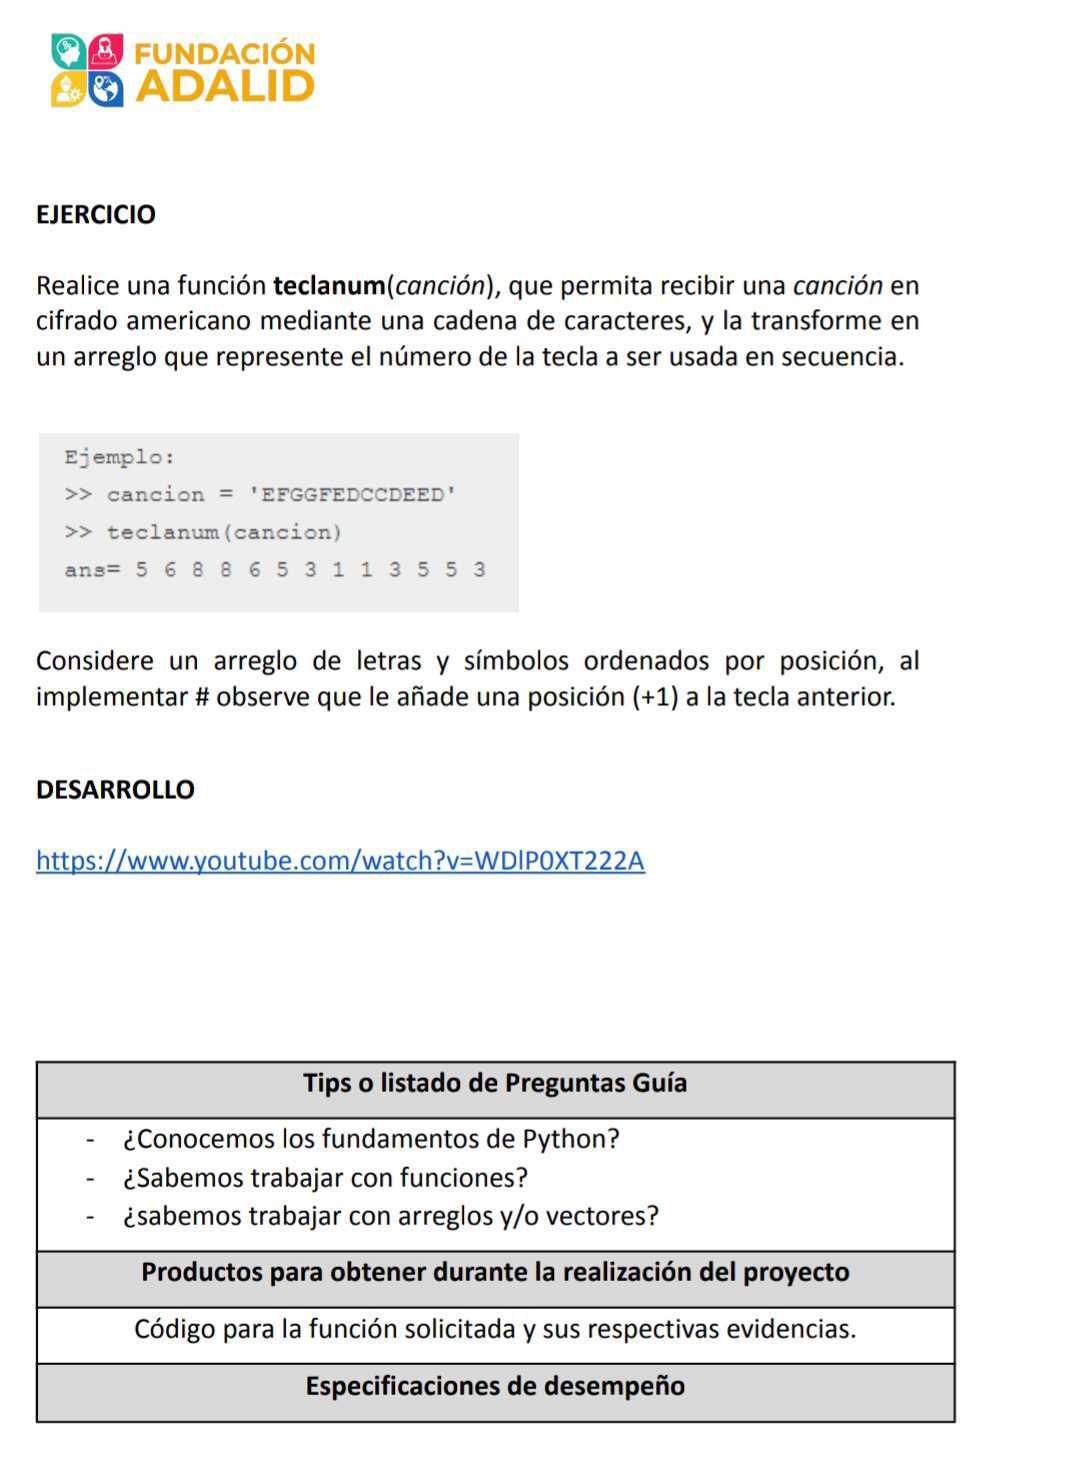 FUNDACIÓN
ADALID
EJERCICIO
Realice una función teclanum(canción), que permita recibir una canción en
cifrado americano mediante una cadena de caracteres, y la transforme en
un arreglo que represente el número de la tecla a ser usada en secuencia.
Ejemplo:
>> cancion = 'EFGGFEDCCDEED'
>> teclanum(cancion)
ans= 5 6 8 8 6 5 3 1 1 3 5 5 3
Considere un arreglo de letras y símbolos ordenados por posición, al
implementar # observe que le añade una posición (+1) a la tecla anterior.
DESARROLLO
https://www.youtube.com/watch?v=WDlP0XT222A
Tips o listado de Preguntas Guía
- ¿Conocemos los fundamentos de Python?
- ¿Sabemos trabajar con funciones?
- ¿sabemos trabajar con arreglos y/o vectores?
Productos para obtener durante la realización del proyecto
Código para la función solicitada y sus respectivas evidencias.
Especificaciones de desempeño